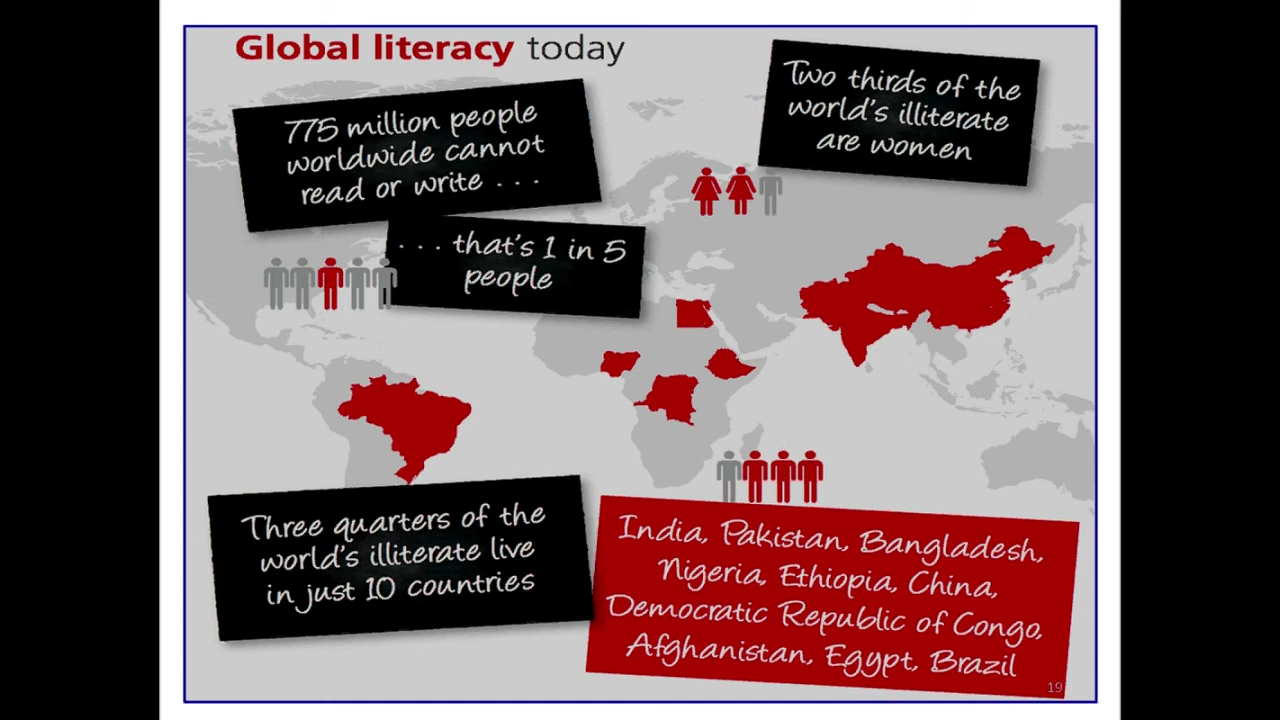 Global literacy today
775 million people
worldwide cannot
read or write . . .
. . . that's 1 in 5
people
Two thirds of the
world's illiterate
are women
Three quarters of the
world's illiterate live
in just 10 countries
India, Pakistan, Bangladesh,
Nigeria, Ethiopia, China,
Democratic Republic of Congo,
Afghanistan, Egypt, Brazil
19